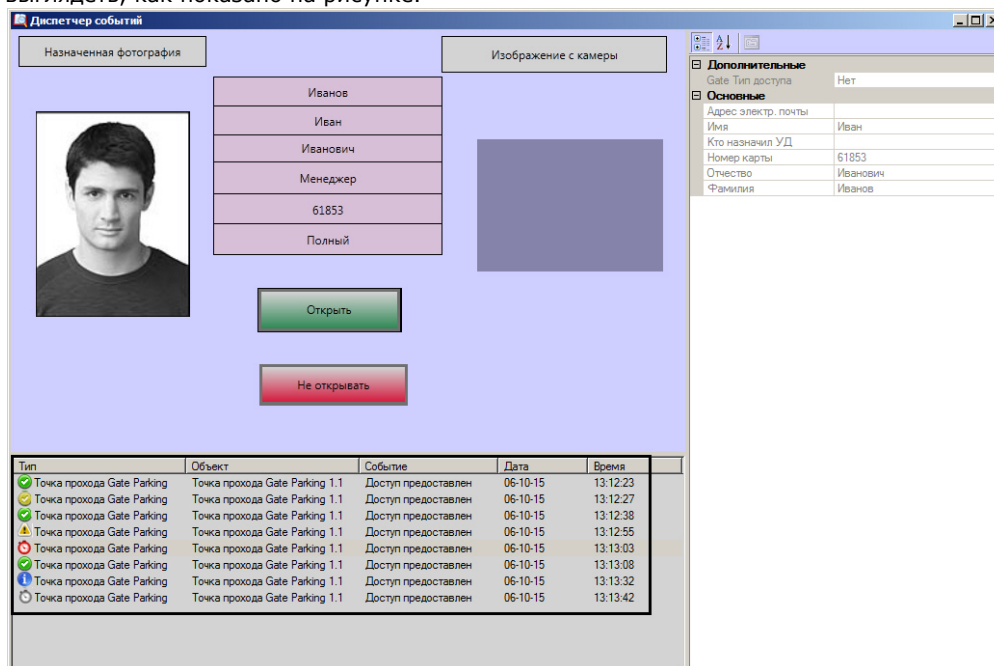 выглядеть, как показано на рисунке.
Диспетчер событий
Назначенная фотография
Изображение с камеры
Иванов
Иван
Иванович
Менеджер
61853
Полный
Открыть
Не открывать
Дополнительные
Gate Тип доступа Нет
Основные
Адрес электр. почты
Имя Иван
Кто назначил УД
Номер карты 61853
Отчество Иванович
Фамилия Иванов
Тип Объект Событие Дата Время
Точка прохода Gate Parking Точка прохода Gate Parking 1.1 Доступ предоставлен 06-10-15 13:12:23
Точка прохода Gate Parking Точка прохода Gate Parking 1.1 Доступ предоставлен 06-10-15 13:12:27
Точка прохода Gate Parking Точка прохода Gate Parking 1.1 Доступ предоставлен 06-10-15 13:12:38
Точка прохода Gate Parking Точка прохода Gate Parking 1.1 Доступ предоставлен 06-10-15 13:12:55
Точка прохода Gate Parking Точка прохода Gate Parking 1.1 Доступ предоставлен 06-10-15 13:13:03
Точка прохода Gate Parking Точка прохода Gate Parking 1.1 Доступ предоставлен 06-10-15 13:13:08
Точка прохода Gate Parking Точка прохода Gate Parking 1.1 Доступ предоставлен 06-10-15 13:13:32
Точка прохода Gate Parking Точка прохода Gate Parking 1.1 Доступ предоставлен 06-10-15 13:13:42